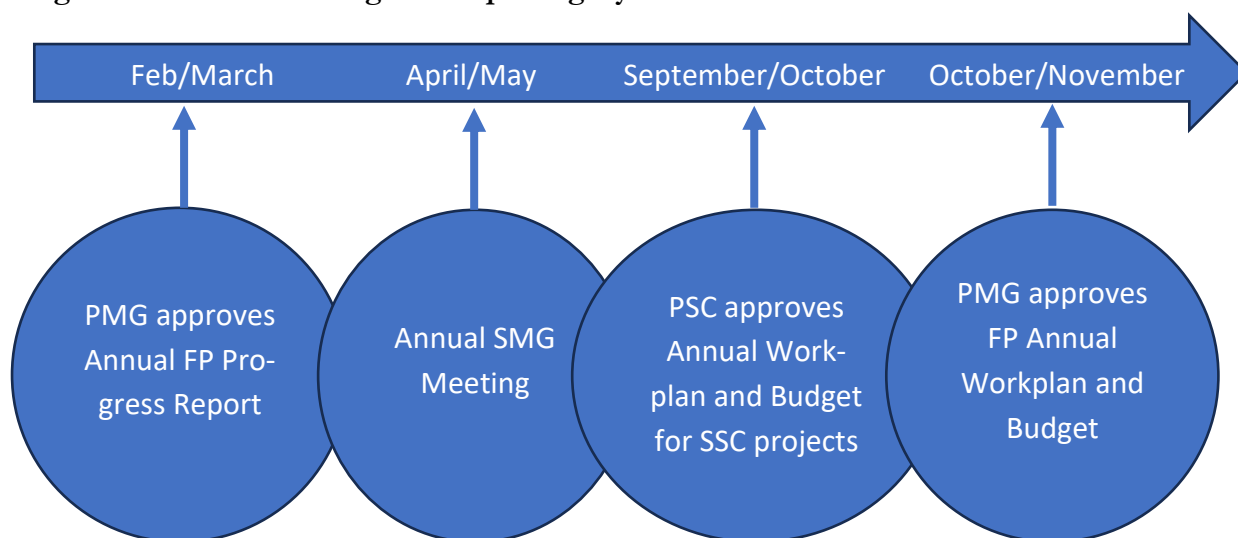 Feb/March
April/May
September/October
October/November
PMG approves
Annual FP Pro-
gress Report
Annual SMG
Meeting
PSC approves
Annual Work-
plan and Budget
for SSC projects
PMG approves
FP Annual
Workplan and
Budget